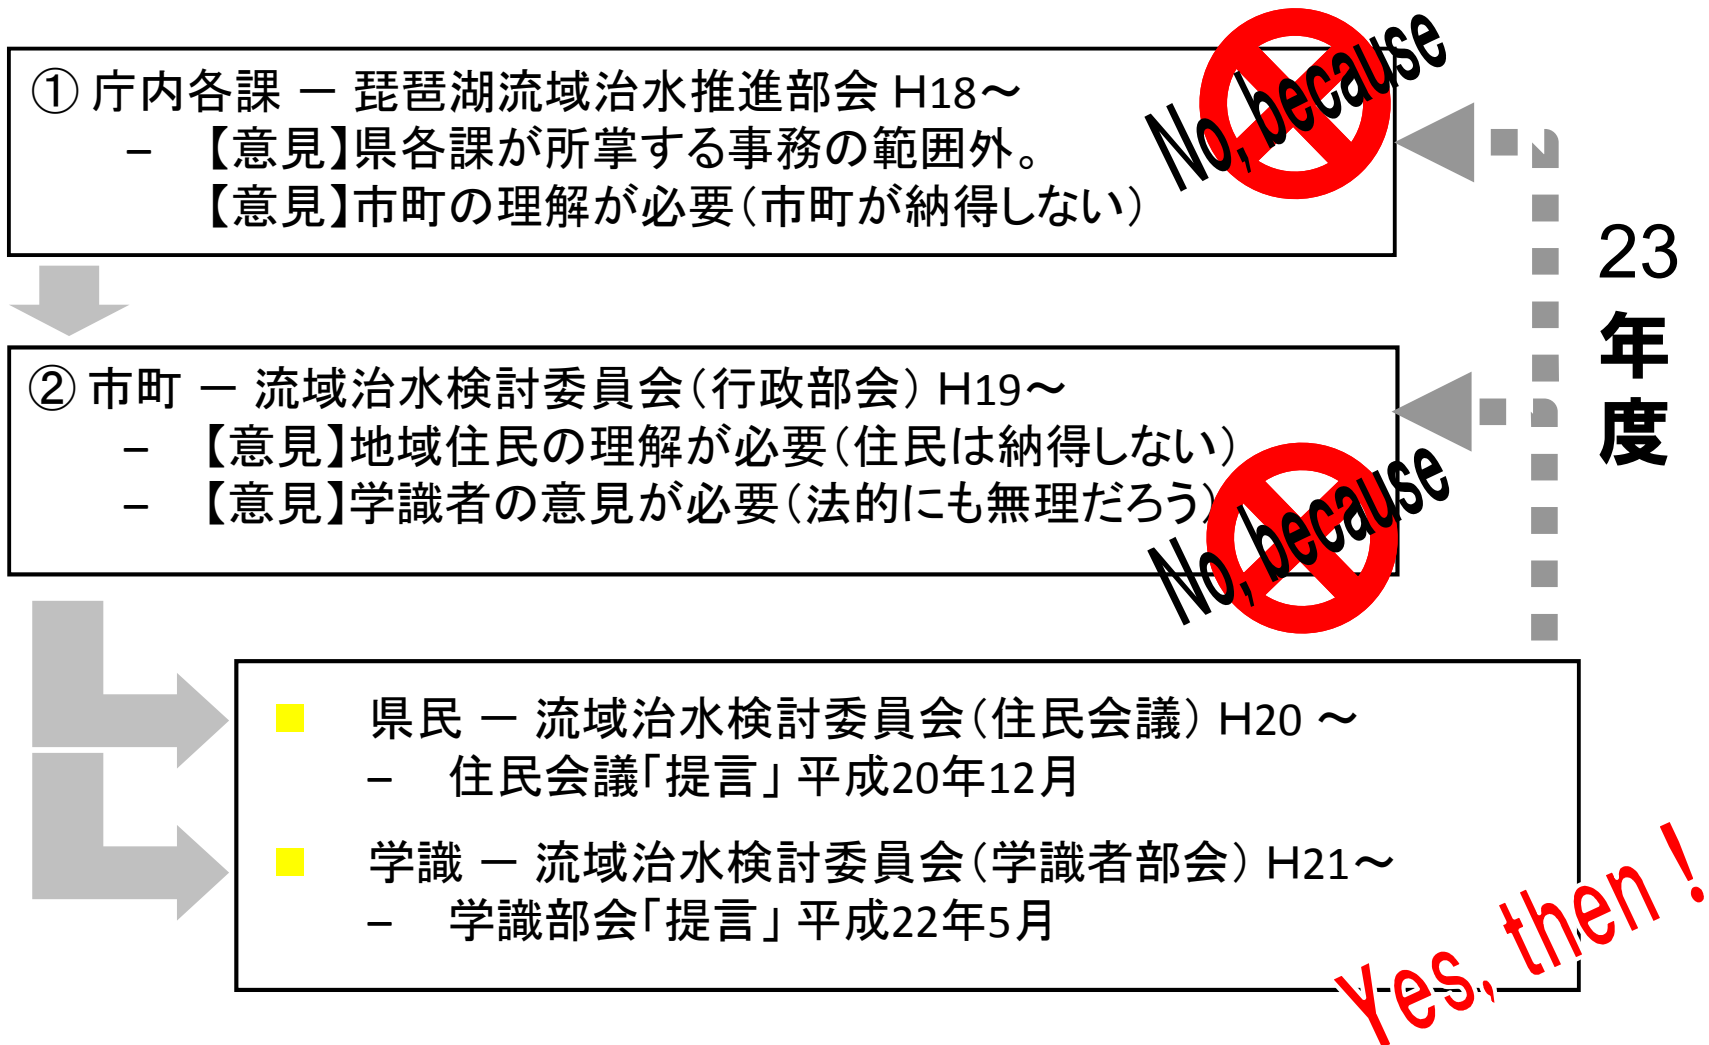 ① 庁内各課 － 琵琶湖流域治水推進部会 H18～
－ 【意見】県各課が所掌する事務の範囲外。
【意見】市町の理解が必要（市町が納得しない）
No, because
② 市町 － 流域治水検討委員会（行政部会） H19～
－ 【意見】地域住民の理解が必要（住民は納得しない）
－ 【意見】学識者の意見が必要（法的にも無理だろう）
No, because
23
年
度
県民 － 流域治水検討委員会（住民会議） H20 ～
－ 住民会議「提言」 平成20年12月
学識 － 流域治水検討委員会（学識者部会） H21～
－ 学識部会「提言」 平成22年5月
Yes, then！